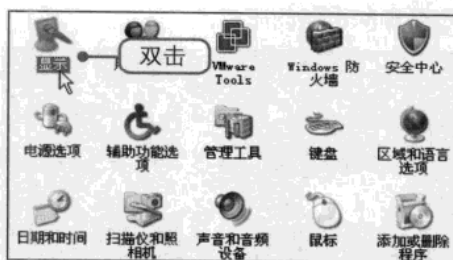 双击
显示
VMware Tools
Windows 防火墙
安全中心
电源选项
辅助功能选项
管理工具
键盘
区域和语言选项
日期和时间
扫描仪和照相机
声音和音频设备
鼠标
添加或删除程序